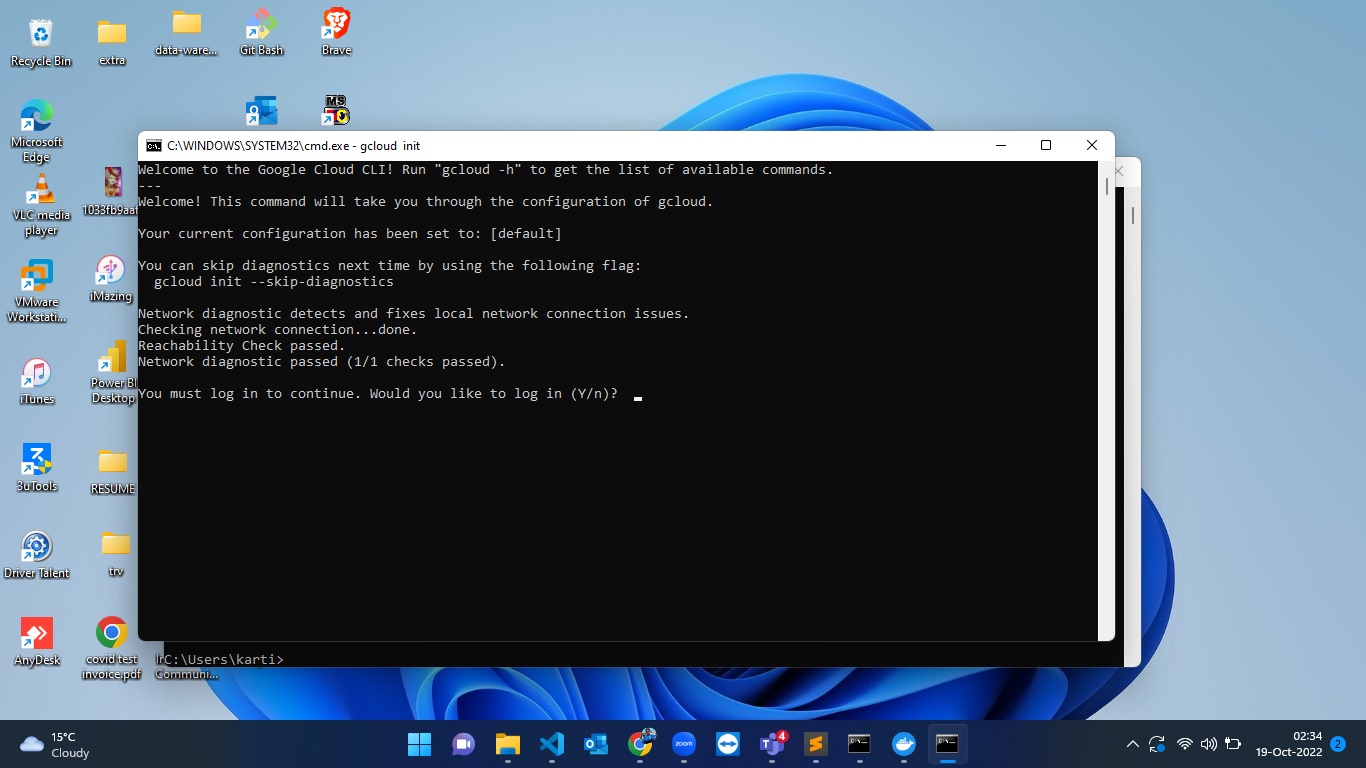 Recycle Bin
extra
data-ware...
Git Bash
Brave
Microsoft
Edge
MS
VLC media
player
1033fb9aaf
VMware
Workstati...
iMazing
iTunes
Power BI
Desktop
3uTools
RESUME
Driver Talent
trv
AnyDesk
covid test
invoice.pdf
Communi...
C:\WINDOWS\SYSTEM32\cmd.exe - gcloud init
Welcome to the Google Cloud CLI! Run "gcloud -h" to get the list of available commands.
---
Welcome! This command will take you through the configuration of gcloud.
Your current configuration has been set to: [default]
You can skip diagnostics next time by using the following flag:
gcloud init --skip-diagnostics
Network diagnostic detects and fixes local network connection issues.
Checking network connection...done.
Reachability Check passed.
Network diagnostic passed (1/1 checks passed).
You must log in to continue. Would you like to log in (Y/n)?
C:\Users\karti>
15°C
Cloudy
zoom
4
02:34
19-Oct-2022
2